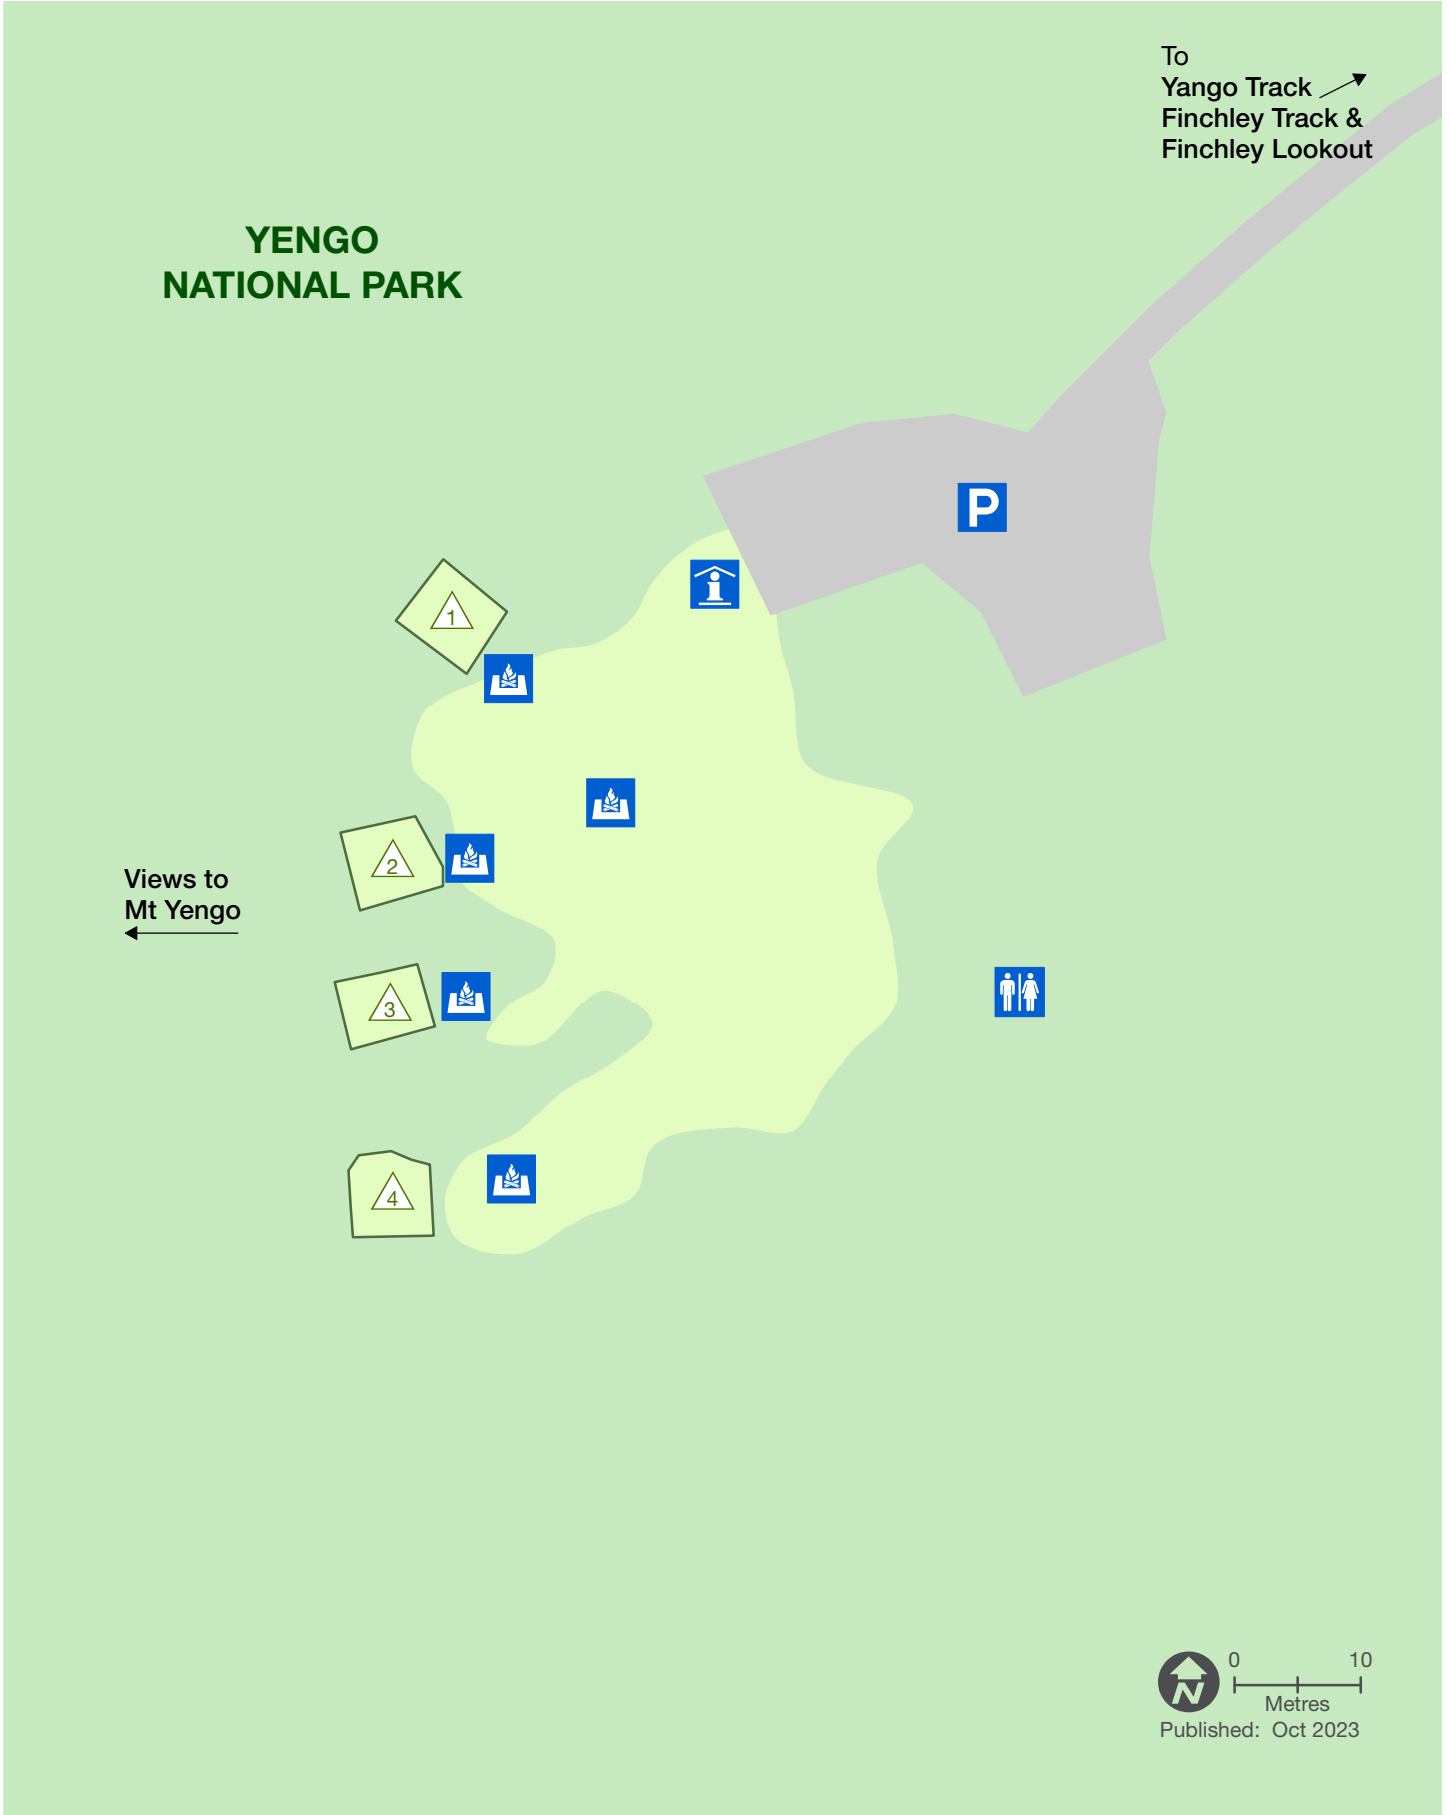 To
Yango Track
Finchley Track &
Finchley Lookout
YENGO
NATIONAL PARK
P
1
2
Views to
Mt Yengo
3
4
N
0 10
Metres
Published: Oct 2023